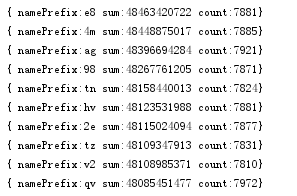 { namePrefix:e8 sum:48463420722 count:7881}
{ namePrefix:4m sum:48448875017 count:7885}
{ namePrefix:ag sum:48396694284 count:7921}
{ namePrefix:98 sum:48267761205 count:7871}
{ namePrefix:tn sum:48158440013 count:7824}
{ namePrefix:hv sum:48123531988 count:7881}
{ namePrefix:2e sum:48115024094 count:7877}
{ namePrefix:tz sum:48109347913 count:7831}
{ namePrefix:v2 sum:48108985371 count:7810}
{ namePrefix:qv sum:48085451477 count:7972}